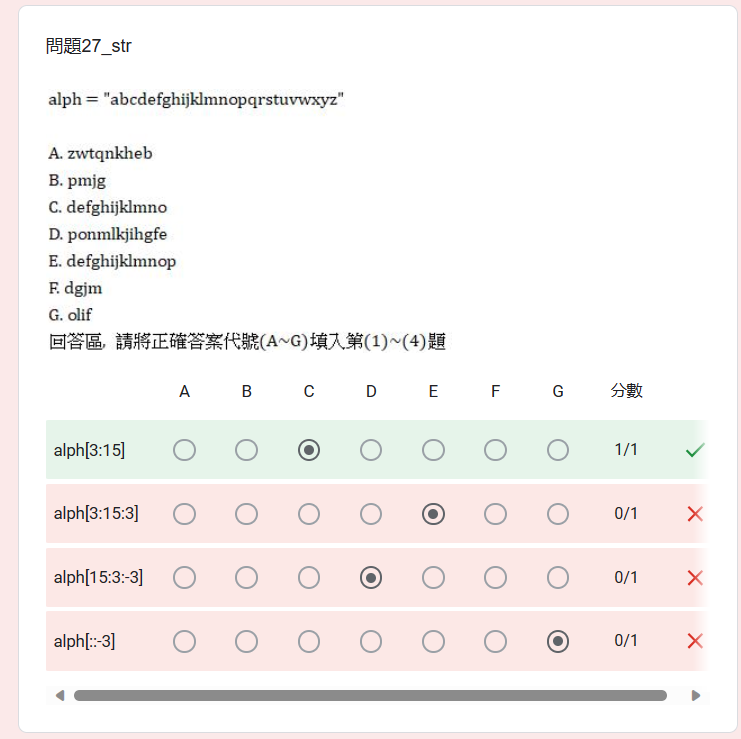 問題27_str
alph = "abcdefghijklmnopqrstuvwxyz"
A. zwtqnkheb
B. pmjg
C. defghijklmno
D. ponmlkjihgfe
E. defghijklmnop
F. dgjm
G. olif
回答區, 請將正確答案代號(A~G)填入第(1)~(4)題
A B C D E F G 分數
alph[3:15] 1/1
alph[3:15:3] 0/1
alph[15:3:-3] 0/1
alph[::-3] 0/1